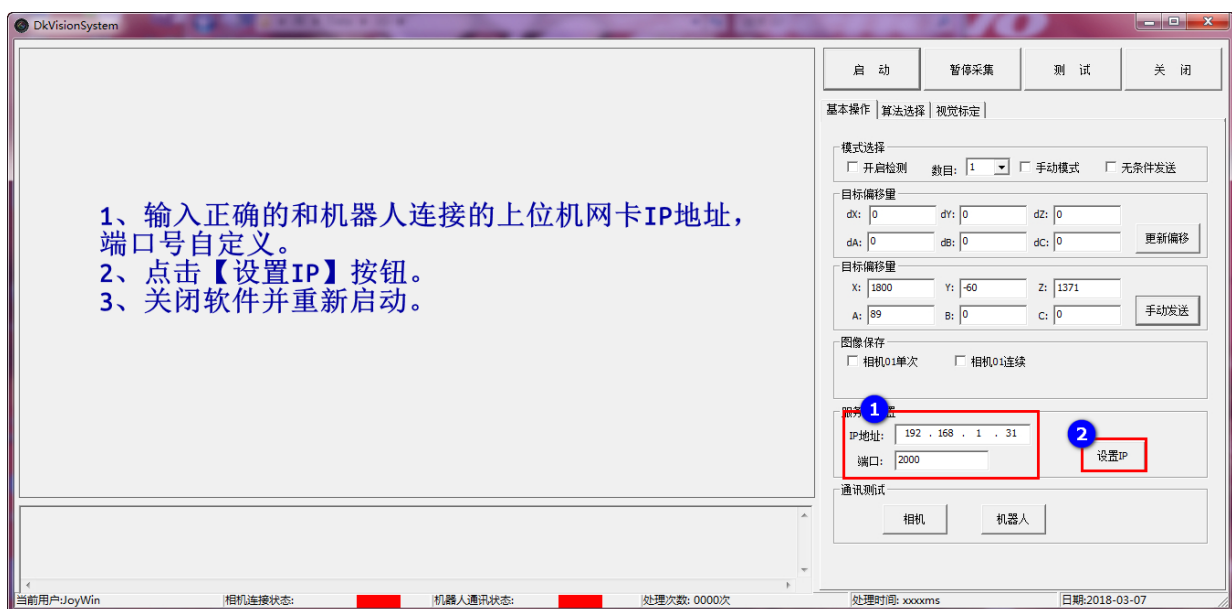 DkVisionSystem
启 动
暂停采集
测 试
关 闭
基本操作 算法选择 视觉标定
模式选择
开启检测 数目: 1 手动模式 无条件发送
目标偏移量
dX: 0 dY: 0 dZ: 0
dA: 0 dB: 0 dC: 0
更新偏移
目标偏移量
X: 1800 Y: -60 Z: 1371
A: 89 B: 0 C: 0
手动发送
图像保存
相机01单次 相机01连续
1
IP地址: 192 . 168 . 1 . 31
端口: 2000
2
设置IP
通讯测试
相机 机器人
1、输入正确的和机器人连接的上位机网卡IP地址，
端口号自定义。
2、点击【设置IP】按钮。
3、关闭软件并重新启动。
当前用户:JoyWin 相机连接状态: 机器人通讯状态: 处理次数: 0000次 处理时间: xxxxms 日期:2018-03-07